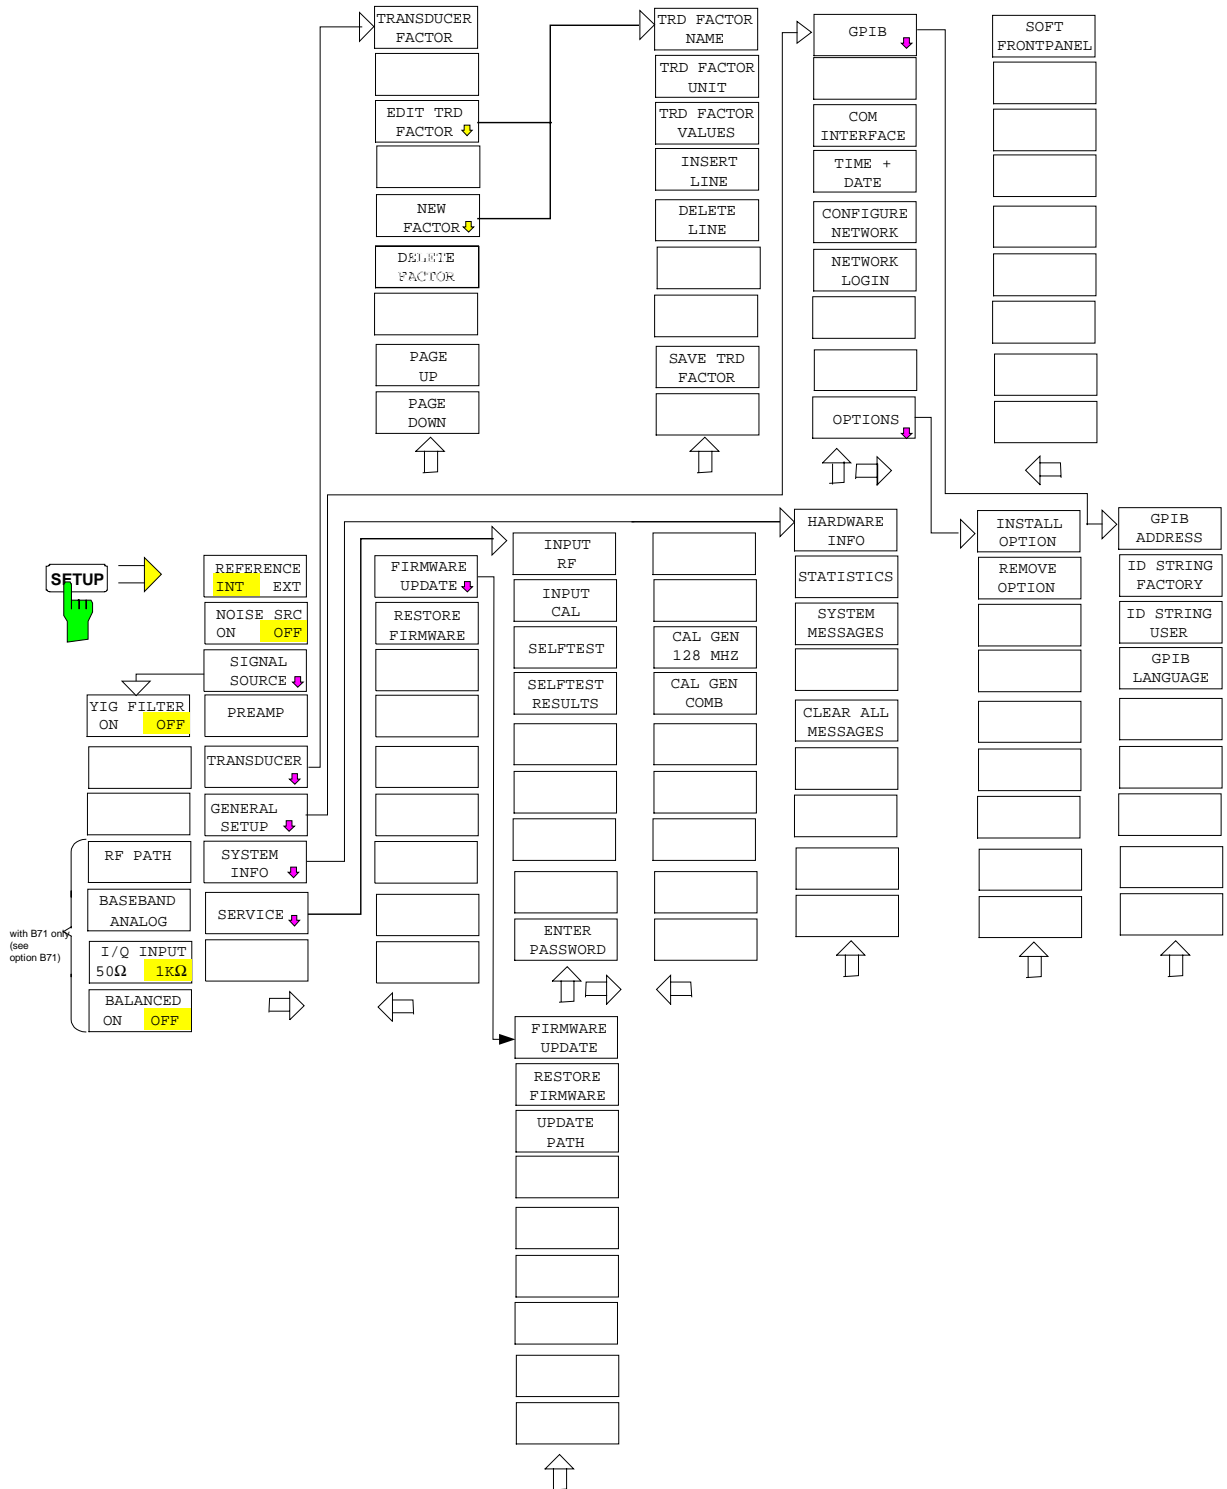 TRANSDUCER
FACTOR
EDIT TRD
FACTOR
NEW
FACTOR
DELETE
FACTOR
PAGE
UP
PAGE
DOWN
TRD FACTOR
NAME
TRD FACTOR
UNIT
TRD FACTOR
VALUES
INSERT
LINE
DELETE
LINE
SAVE TRD
FACTOR
GPIB
COM
INTERFACE
TIME +
DATE
CONFIGURE
NETWORK
NETWORK
LOGIN
OPTIONS
SOFT
FRONTPANEL
SETUP
REFERENCE
INT EXT
NOISE SRC
ON OFF
SIGNAL
SOURCE
PREAMP
TRANSDUCER
GENERAL
SETUP
SYSTEM
INFO
SERVICE
YIG FILTER
ON OFF
RF PATH
BASEBAND
ANALOG
I/Q INPUT
50Ω 1KΩ
BALANCED
ON OFF
with B71 only
(see
option B71)
FIRMWARE
UPDATE
RESTORE
FIRMWARE
INPUT
RF
INPUT
CAL
SELFTEST
SELFTEST
RESULTS
ENTER
PASSWORD
CAL GEN
128 MHZ
CAL GEN
COMB
HARDWARE
INFO
STATISTICS
SYSTEM
MESSAGES
CLEAR ALL
MESSAGES
INSTALL
OPTION
REMOVE
OPTION
GPIB
ADDRESS
ID STRING
FACTORY
ID STRING
USER
GPIB
LANGUAGE
FIRMWARE
UPDATE
RESTORE
FIRMWARE
UPDATE
PATH